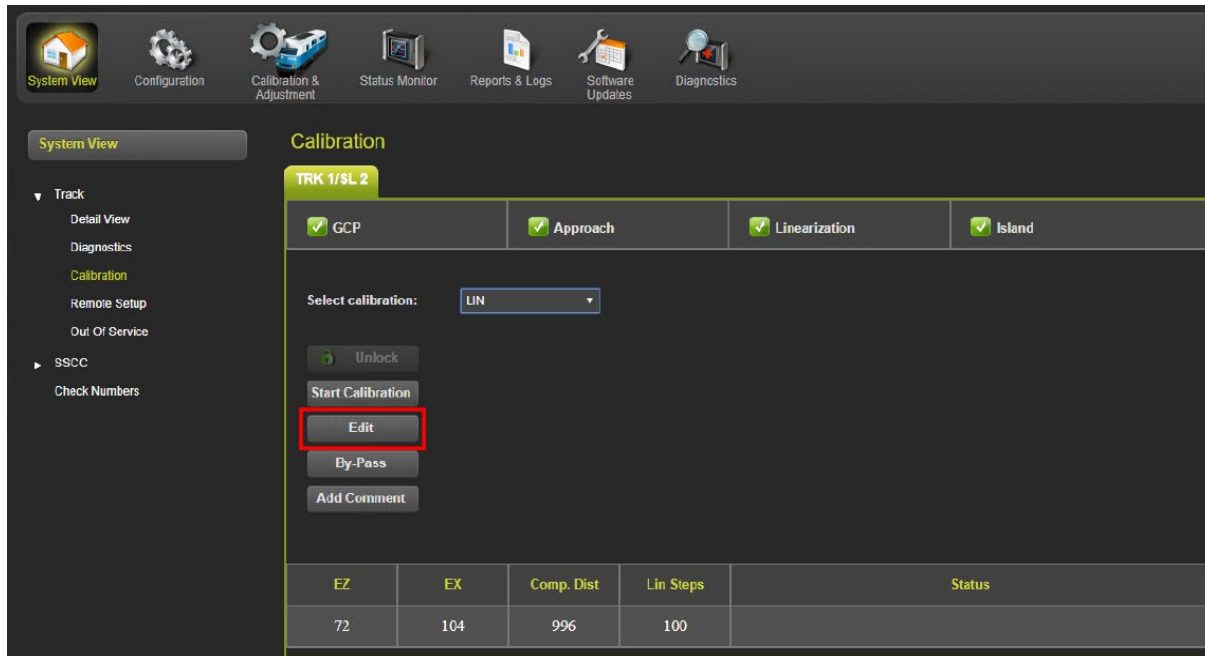 System View
Configuration
Calibration &
Adjustment
Status Monitor
Reports & Logs
Software
Updates
Diagnostics
System View
Track
Detail View
Diagnostics
Calibration
Remote Setup
Out Of Service
SSCC
Check Numbers
Calibration
TRK 1/SL 2
GCP
Approach
Linearization
Island
Select calibration:
LIN
Unlock
Start Calibration
Edit
By-Pass
Add Comment
EZ EX Comp. Dist Lin Steps Status
72 104 996 100